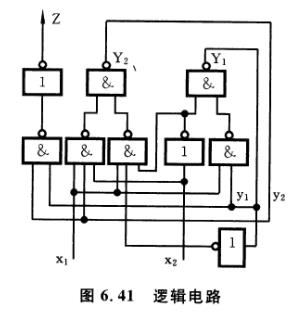 Z
Y₂ Y₁
1 & &
& & & 1 &
y₁ y₂
x₁ x₂ 1
图 6.41 逻辑电路